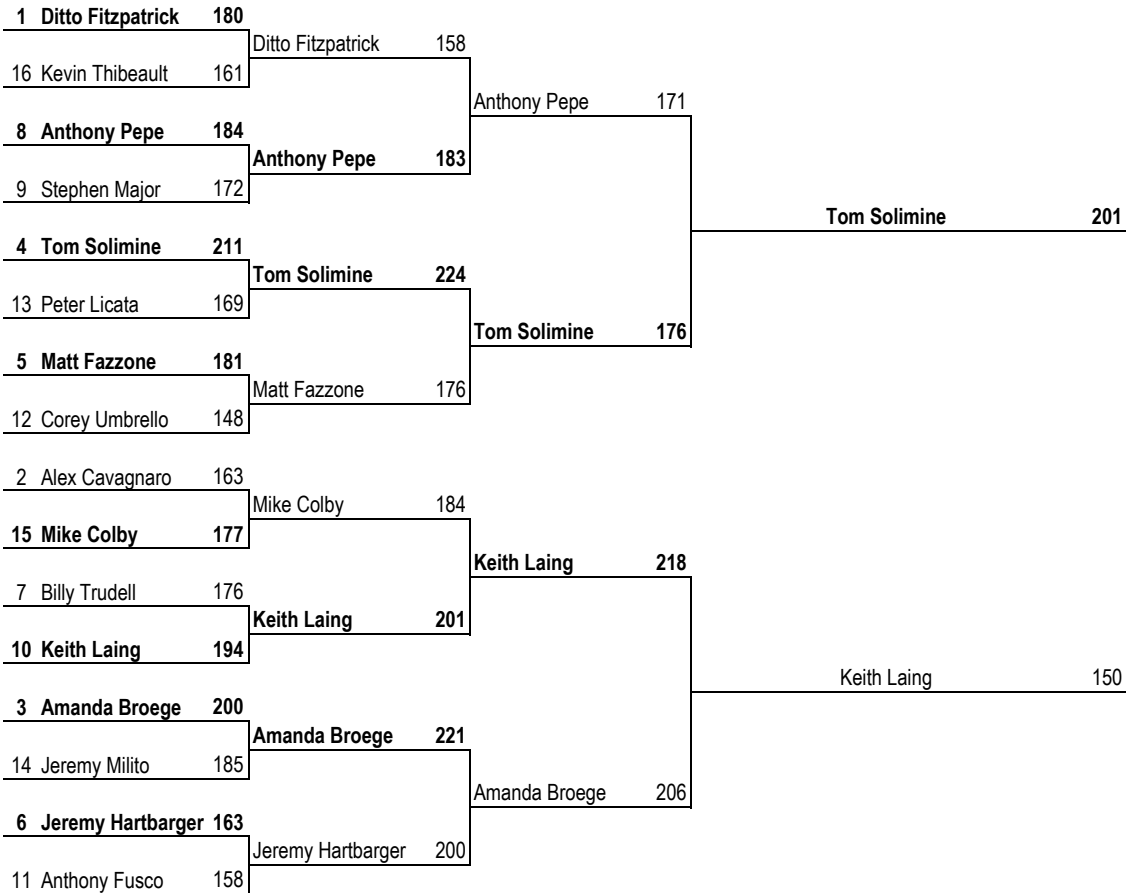 1 Ditto Fitzpatrick 180
Ditto Fitzpatrick 158
16 Kevin Thibeault 161
Anthony Pepe 171
8 Anthony Pepe 184
Anthony Pepe 183
9 Stephen Major 172
Tom Solimine 201
4 Tom Solimine 211
Tom Solimine 224
13 Peter Licata 169
Tom Solimine 176
5 Matt Fazzone 181
Matt Fazzone 176
12 Corey Umbrello 148
2 Alex Cavagnaro 163
Mike Colby 184
15 Mike Colby 177
Keith Laing 218
7 Billy Trudell 176
Keith Laing 201
10 Keith Laing 194
Keith Laing 150
3 Amanda Broege 200
Amanda Broege 221
14 Jeremy Milito 185
Amanda Broege 206
6 Jeremy Hartbarger 163
Jeremy Hartbarger 200
11 Anthony Fusco 158